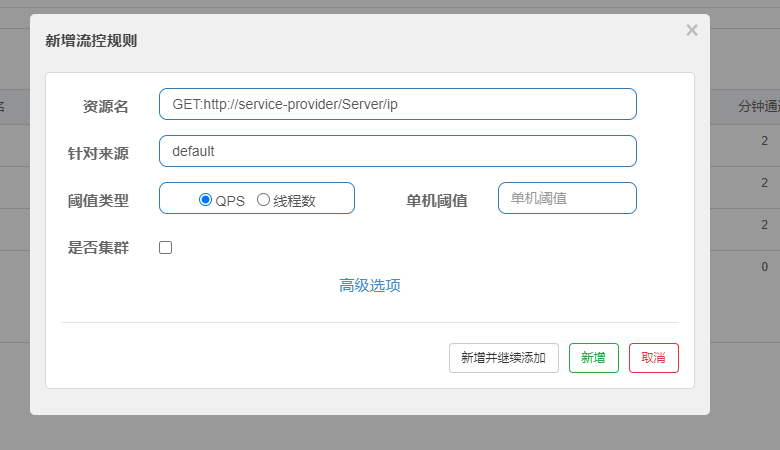 新增流控规则
×
名
分钟通过
资源名
GET:http://service-provider/Server/ip
针对来源
default
2
阈值类型
QPS 线程数
单机阈值
单机阈值
2
是否集群
2
高级选项
0
新增并继续添加
新增
取消